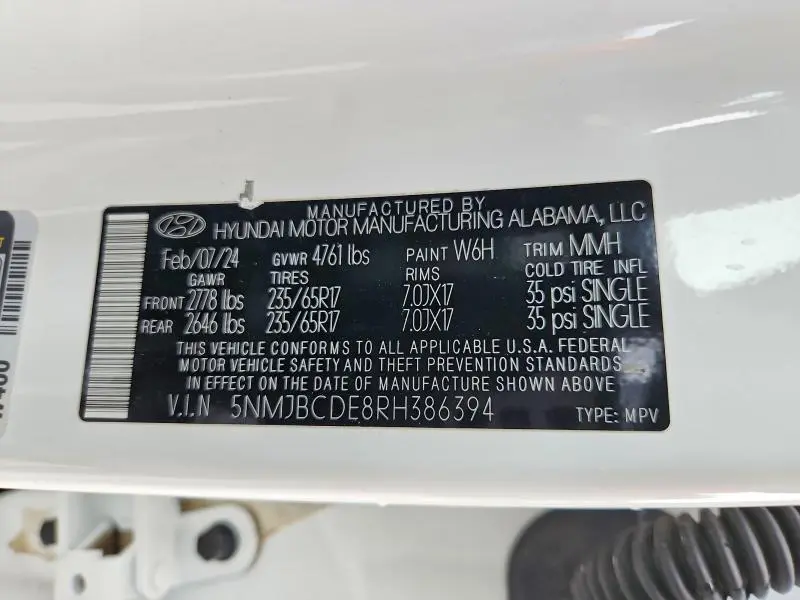 MANUFACTURED BY
HYUNDAI MOTOR MANUFACTURING ALABAMA, LLC
Feb/07/24 GVWR 4761 lbs PAINT W6H TRIM MMH
GAWR TIRES RIMS COLD TIRE INFL
FRONT 2778 lbs 235/65R17 7.0JX17 35 psi SINGLE
REAR 2646 lbs 235/65R17 7.0JX17 35 psi SINGLE
THIS VEHICLE CONFORMS TO ALL APPLICABLE U.S.A. FEDERAL
MOTOR VEHICLE SAFETY AND THEFT PREVENTION STANDARDS
IN EFFECT ON THE DATE OF MANUFACTURE SHOWN ABOVE
V.I.N 5NMJBCDE8RH386394 TYPE: MPV